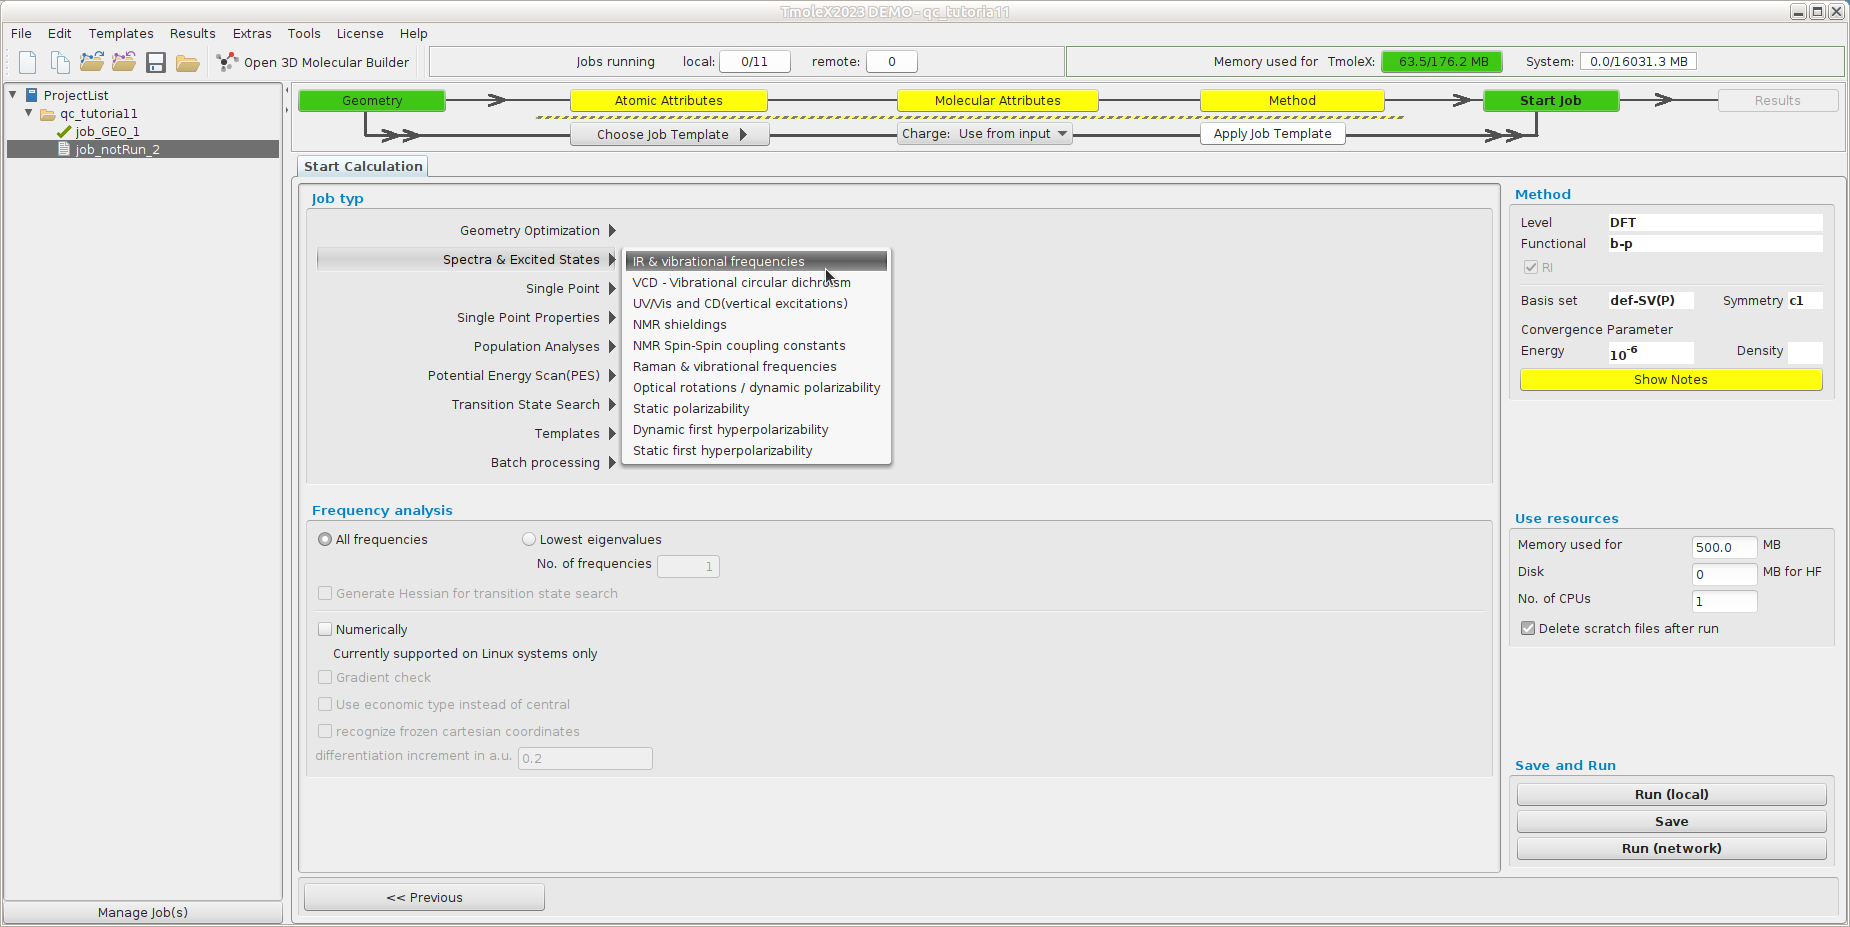 TmoleX2023 DEMO - qc_tutoria11
File Edit Templates Results Extras Tools License Help
Open 3D Molecular Builder Jobs running local: 0/11 remote: 0 Memory used for TmoleX: 63.5/176.2 MB System: 0.0/16031.3 MB
ProjectList
qc_tutoria11
job_GEO_1
job_notRun_2
Manage Job(s)
Geometry Atomic Attributes Molecular Attributes Method Start Job Results
Choose Job Template Charge: Use from input Apply Job Template
Start Calculation
Job typ
Geometry Optimization
Spectra & Excited States
Single Point
Single Point Properties
Population Analyses
Potential Energy Scan(PES)
Transition State Search
Templates
Batch processing
IR & vibrational frequencies
VCD - Vibrational circular dichroism
UV/Vis and CD(vertical excitations)
NMR shieldings
NMR Spin-Spin coupling constants
Raman & vibrational frequencies
Optical rotations / dynamic polarizability
Static polarizability
Dynamic first hyperpolarizability
Static first hyperpolarizability
Frequency analysis
All frequencies Lowest eigenvalues
No. of frequencies 1
Generate Hessian for transition state search
Numerically
Currently supported on Linux systems only
Gradient check
Use economic type instead of central
recognize frozen cartesian coordinates
differentiation increment in a.u. 0.2
<< Previous
Method
Level DFT
Functional b-p
RI
Basis set def-SV(P) Symmetry c1
Convergence Parameter
Energy 10-6 Density
Show Notes
Use resources
Memory used for 500.0 MB
Disk 0 MB for HF
No. of CPUs 1
Delete scratch files after run
Save and Run
Run (local)
Save
Run (network)